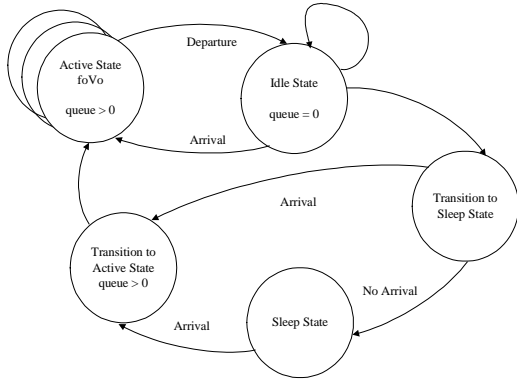 Departure
Active State
foVo
queue > 0
Idle State
queue = 0
Arrival
Transition to
Sleep State
Arrival
Transition to
Active State
queue > 0
No Arrival
Arrival
Sleep State